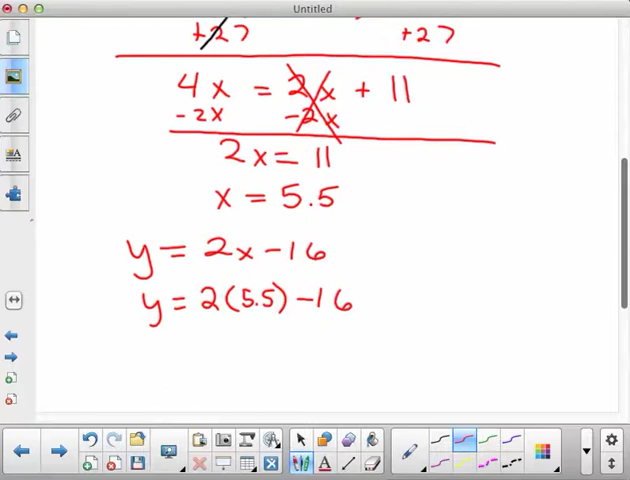 Untitled
+27 +27
4x = 2x + 11
-2x -2x
2x = 11
x = 5.5
y = 2x - 16
y = 2(5.5) - 16